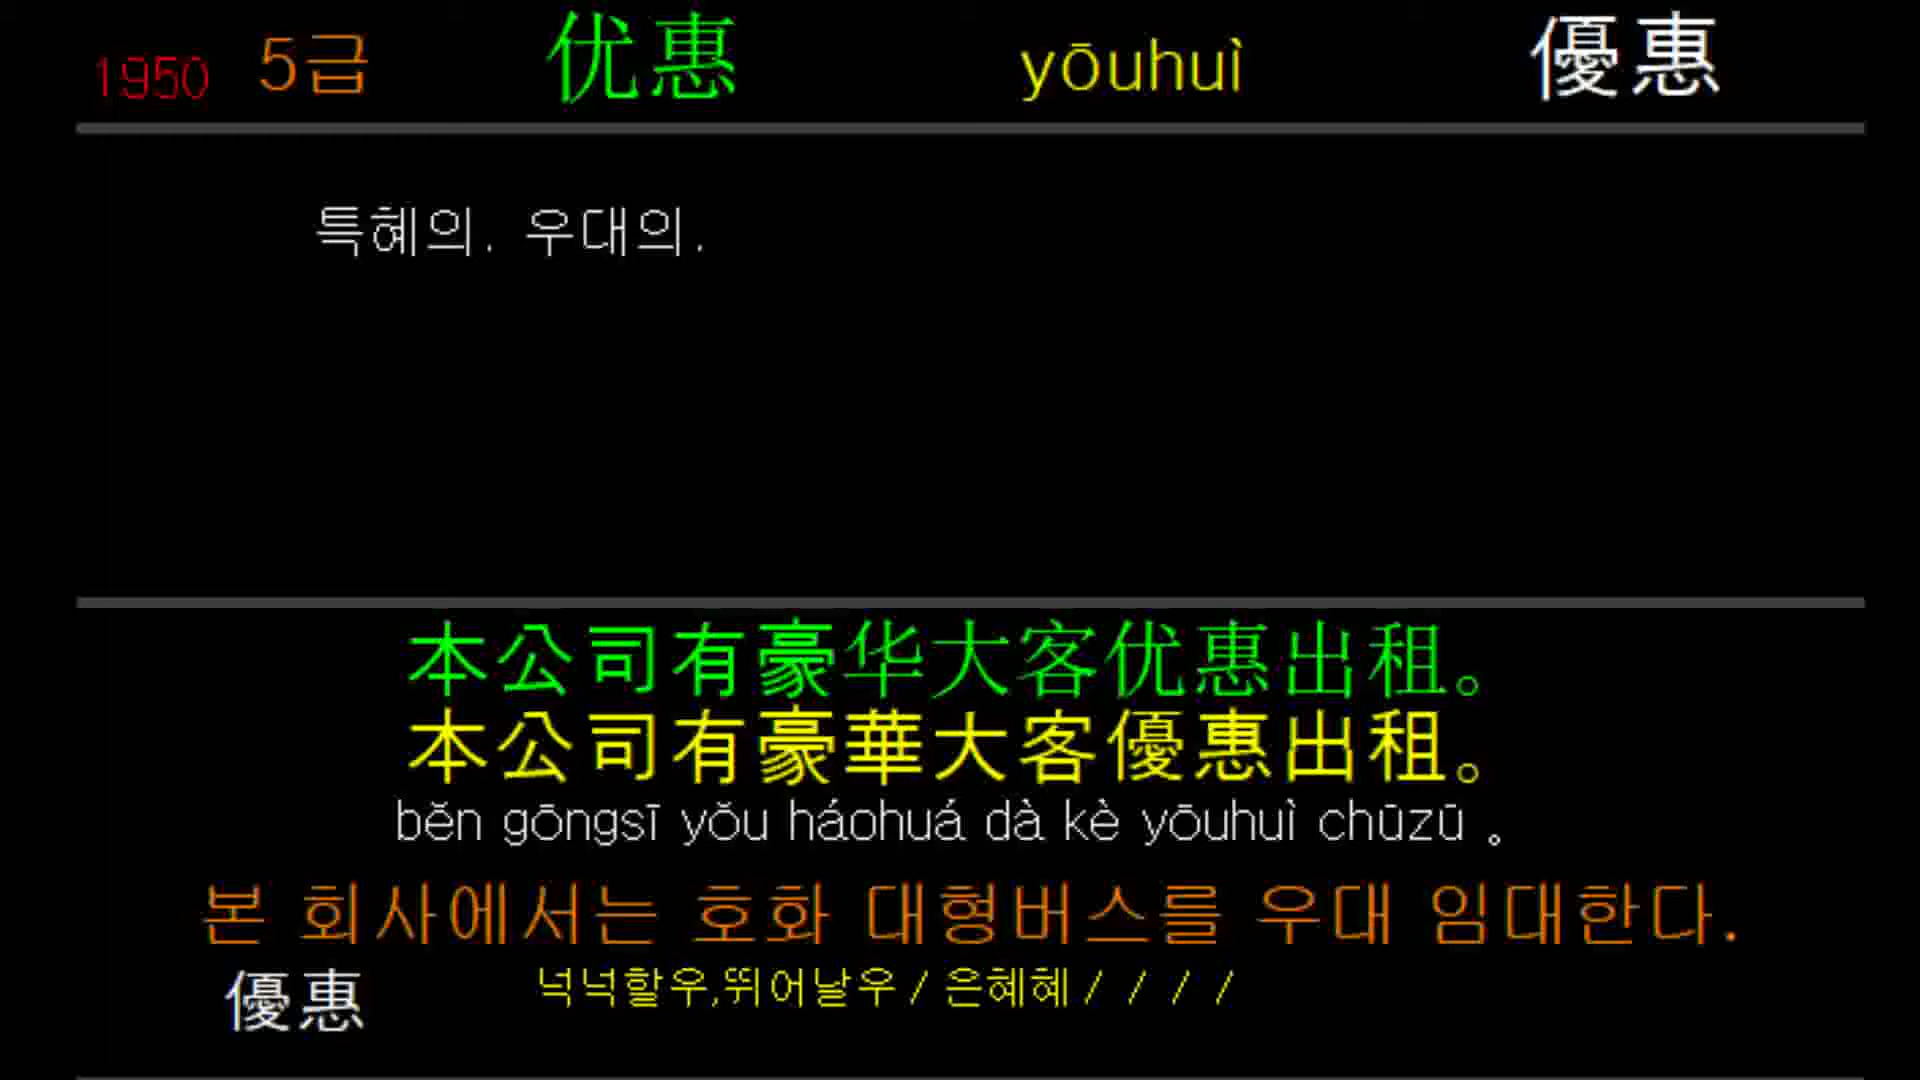 1950 5급 优惠 yōuhuì 優惠
특혜의. 우대의.
本公司有豪华大客优惠出租。
本公司有豪華大客優惠出租。
běn gōngsī yǒu háohuá dà kè yōuhuì chūzū 。
본 회사에서는 호화 대형버스를 우대 임대한다.
優惠 넉넉할우,뛰어날우 / 은혜혜 / / / /